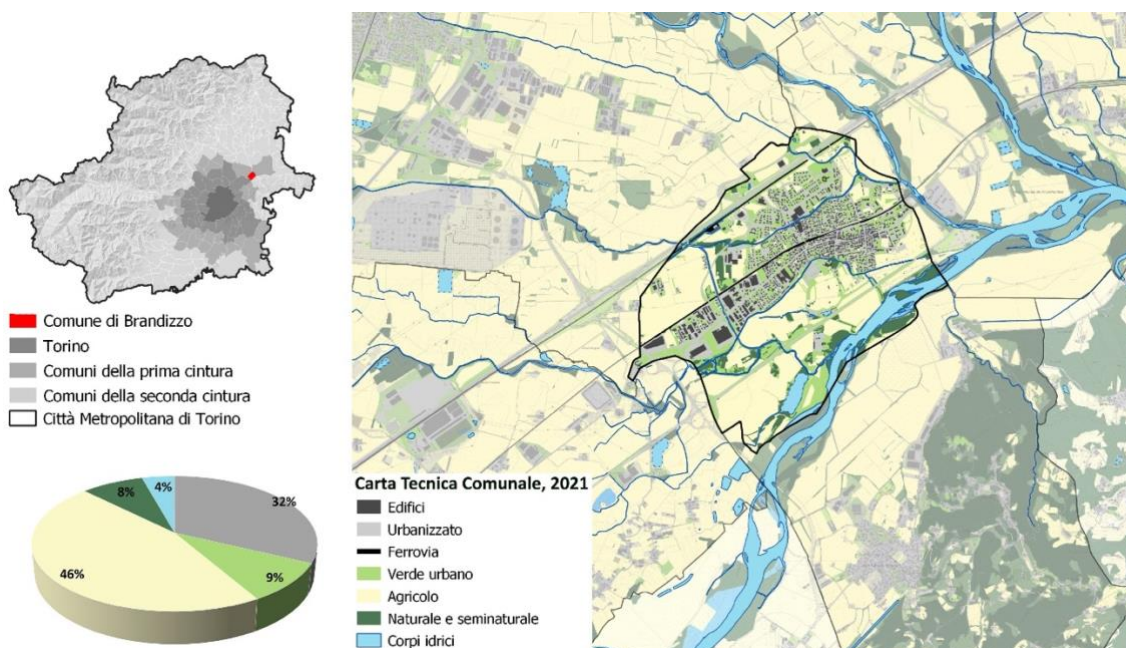 Comune di Brandizzo
Torino
Comuni della prima cintura
Comuni della seconda cintura
Città Metropolitana di Torino
8%
4%
32%
46%
9%
Carta Tecnica Comunale, 2021
Edifici
Urbanizzato
Ferrovia
Verde urbano
Agricolo
Naturale e seminaturale
Corpi idrici